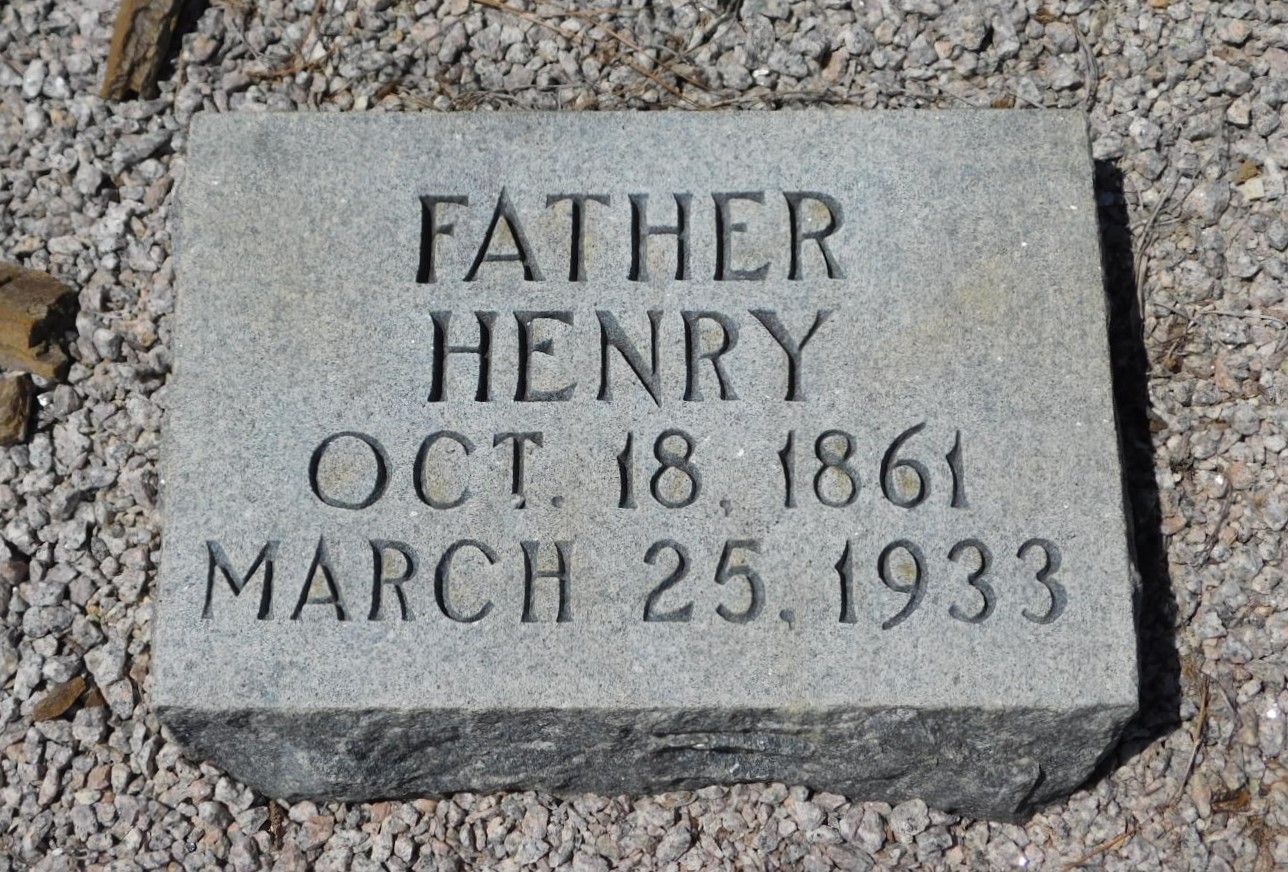 FATHER
HENRY
OCT. 18, 1861
MARCH 25, 1933